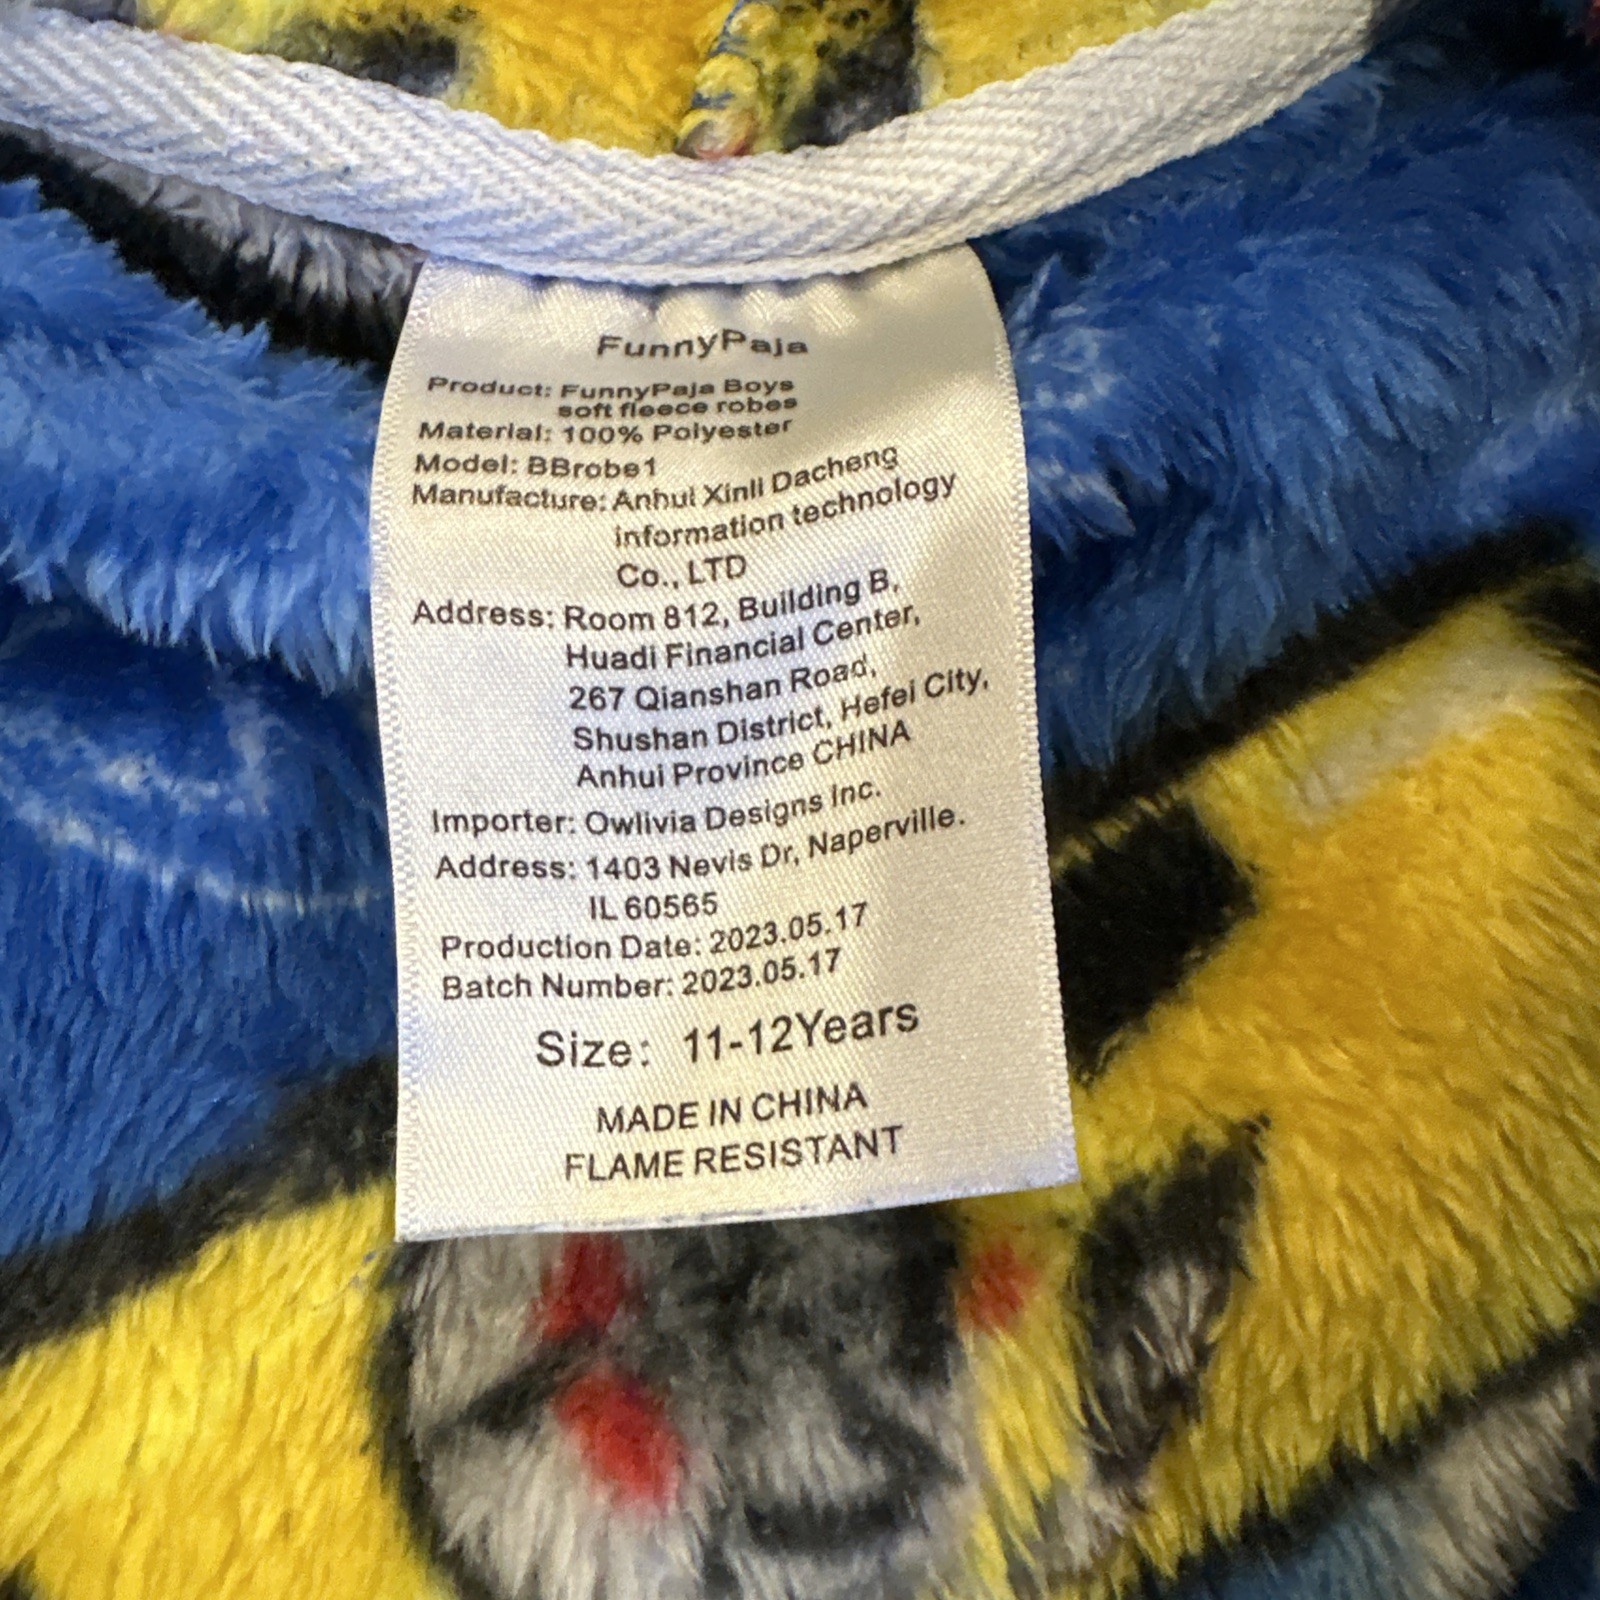 FunnyPaja
Product: FunnyPaja Boys
soft fleece robes
Material: 100% Polyester
Model: BBrobe1
Manufacture: Anhui Xinli Dacheng
information technology
Co., LTD
Address: Room 812, Building B,
Huadi Financial Center,
267 Qianshan Road,
Shushan District, Hefei City,
Anhui Province CHINA
Importer: Owlivia Designs Inc.
Address: 1403 Nevis Dr, Naperville.
IL 60565
Production Date: 2023.05.17
Batch Number: 2023.05.17
Size: 11-12Years
MADE IN CHINA
FLAME RESISTANT